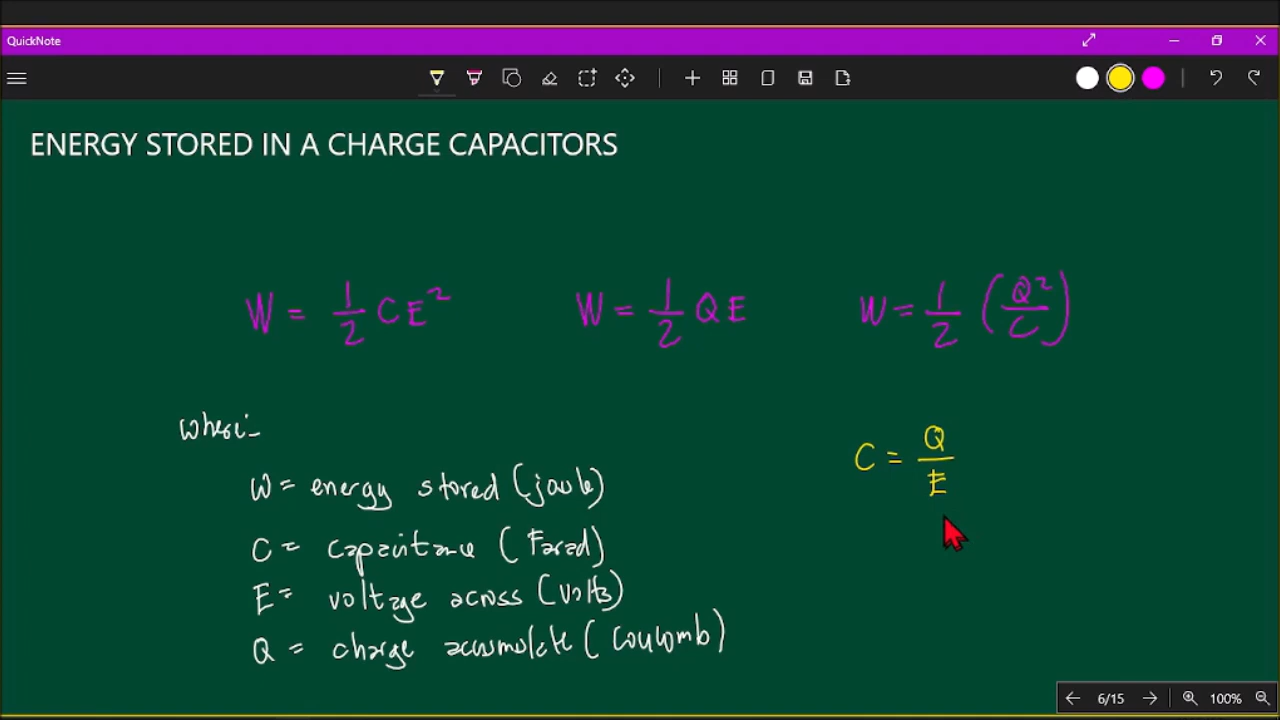 QuickNote
ENERGY STORED IN A CHARGE CAPACITORS
W = 1/2 CE² W = 1/2 QE W = 1/2 (Q²/C)
where:
C = Q/E
W = energy stored (joule)
C = capacitance (Farad)
E = voltage across (volts)
Q = charge accumulate (coulomb)
6/15 100%